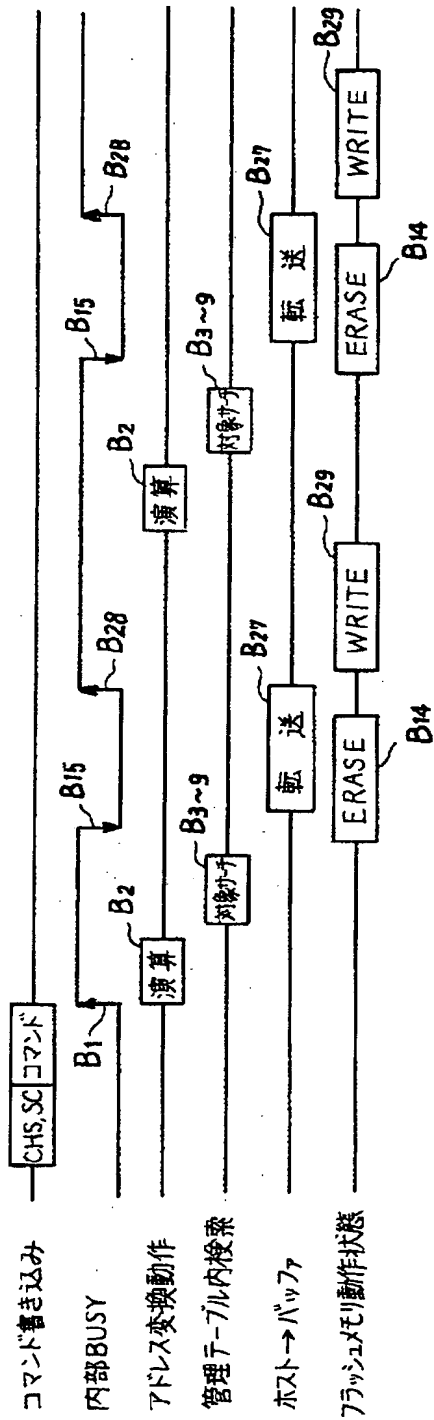 コマンド書き込み
CHS,SC コマンド
内部BUSY
B1
B15
B28
B15
B28
アドレス変換動作
演算
B2
演算
B2
管理テーブル内検索
対象サーチ
B3~9
対象サーチ
B3~9
ホスト→バッファ
転送
B27
転送
B27
フラッシュメモリ動作状態
ERASE
B14
WRITE
B29
ERASE
B14
WRITE
B29